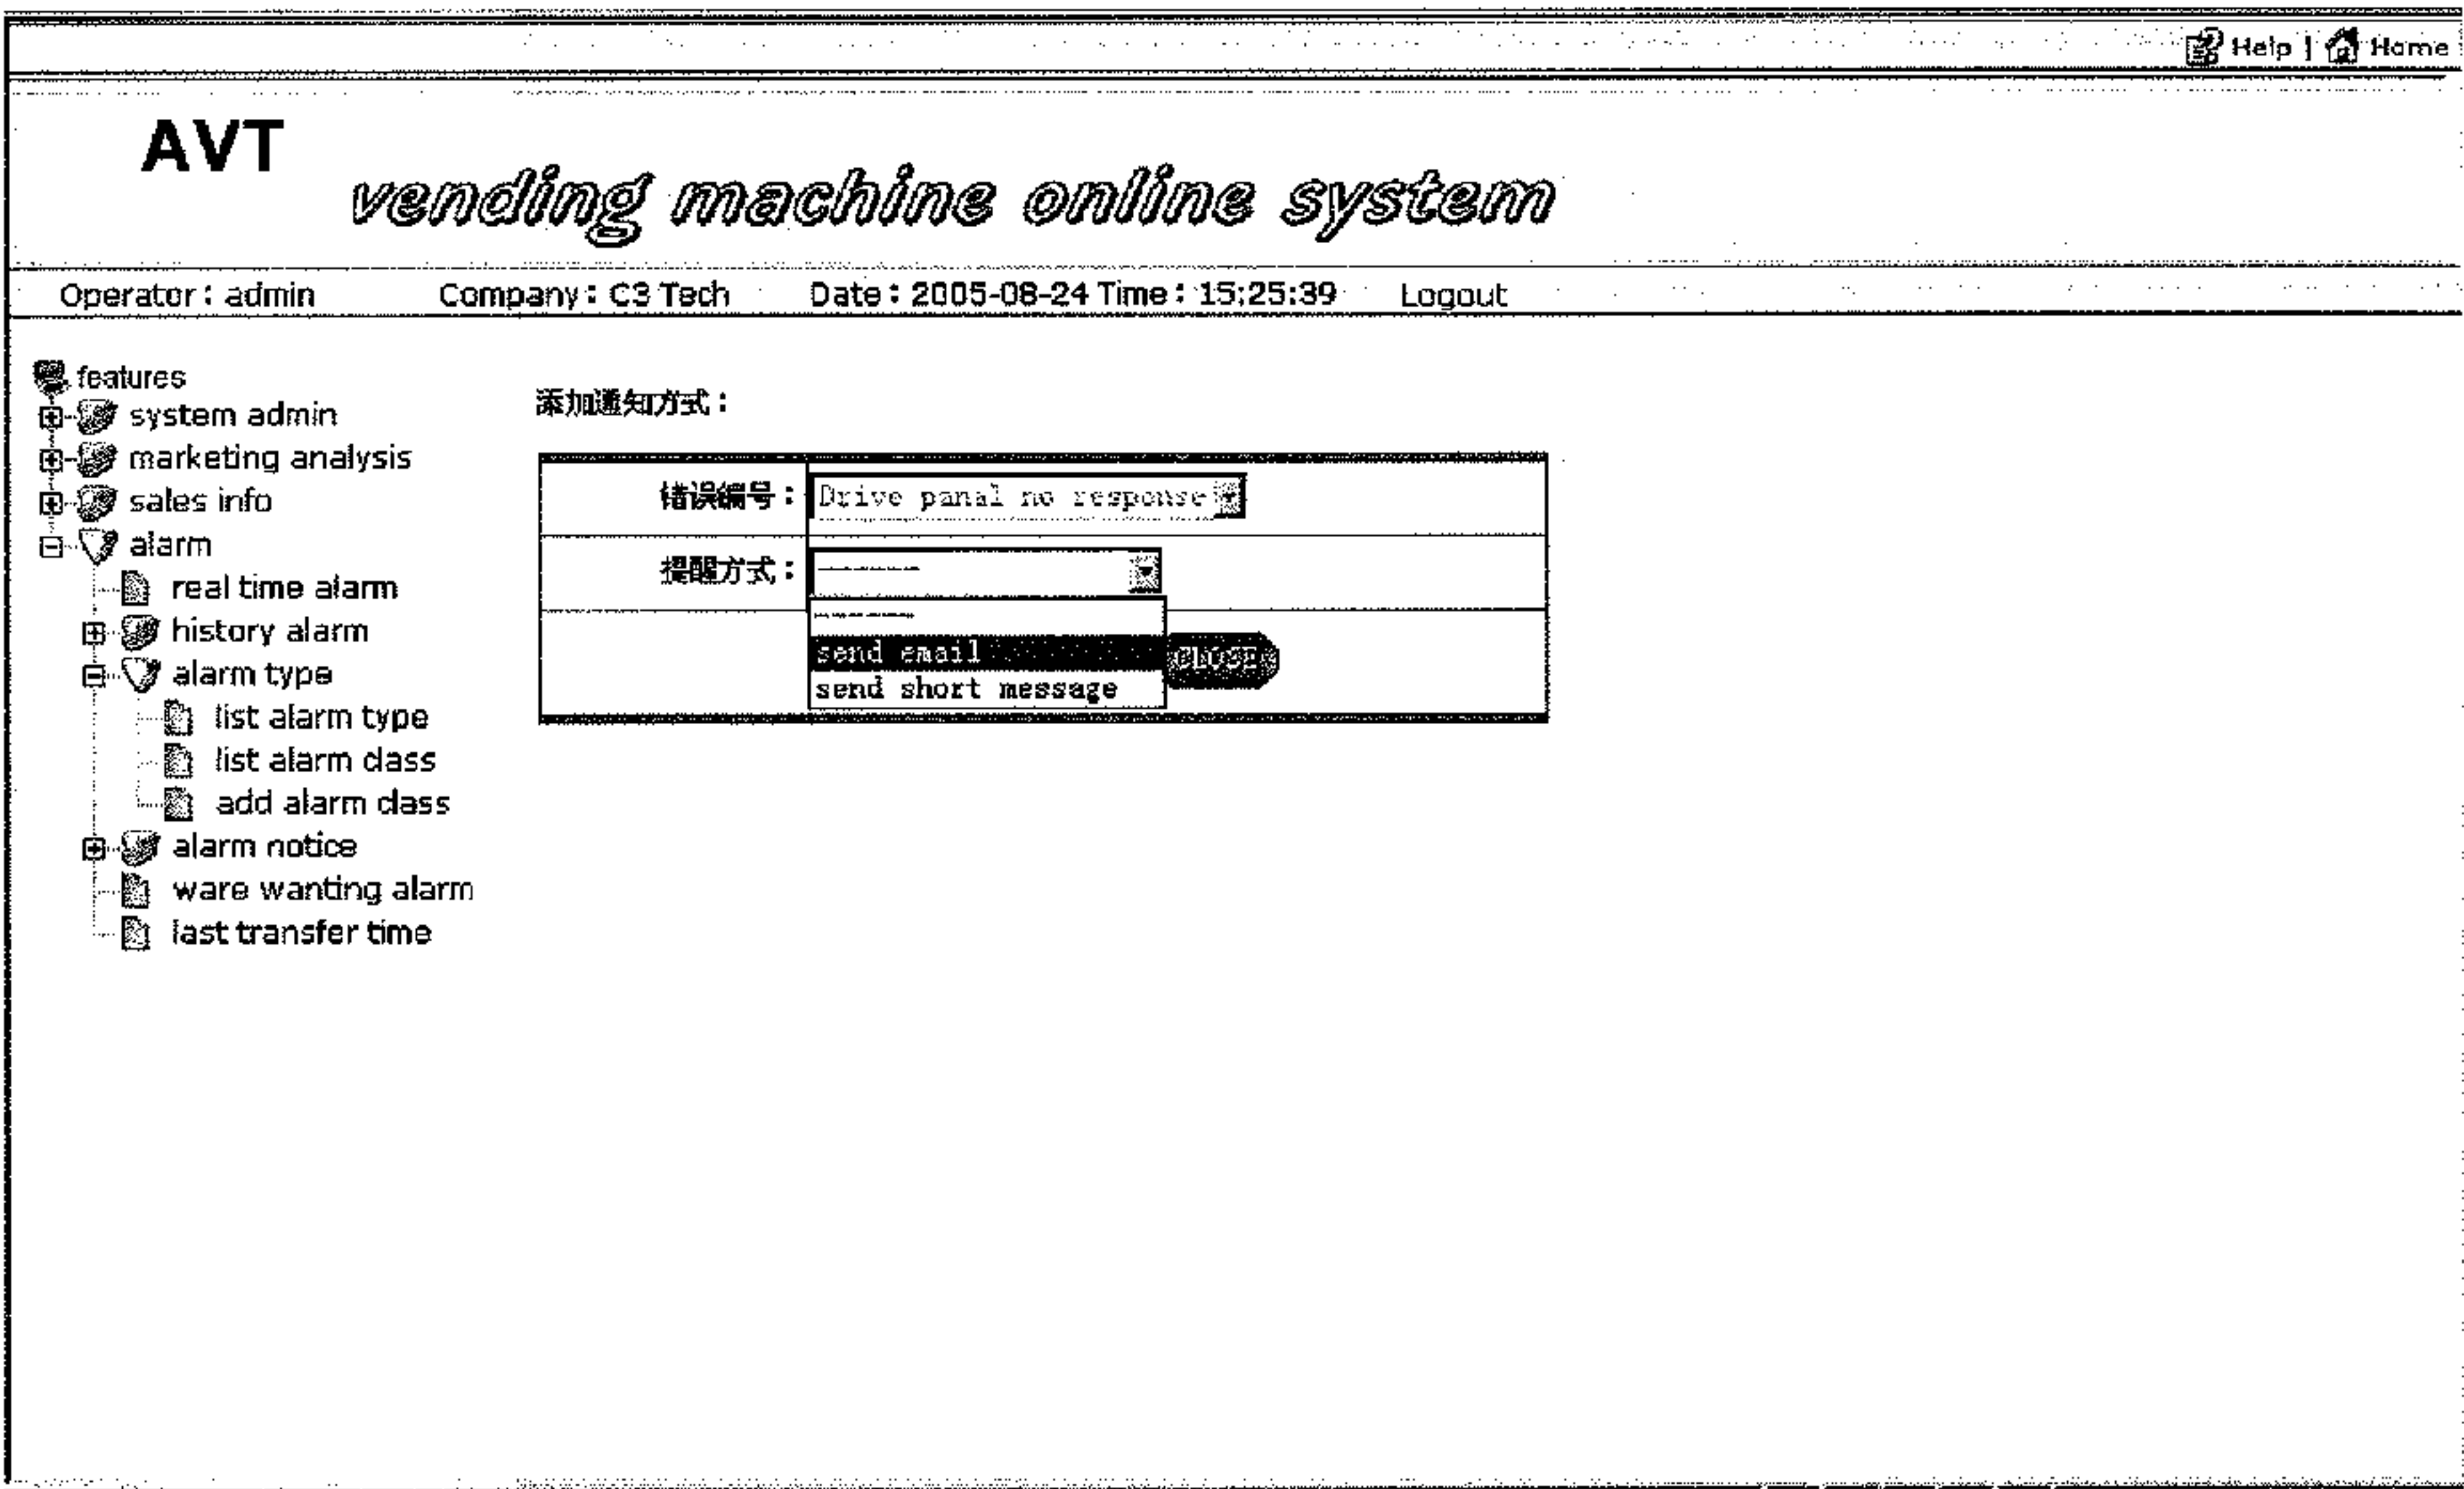 Help | Home
AVT
vending machine online system
Operator: admin Company: C3 Tech Date: 2005-08-24 Time: 15:25:39 Logout
features
system admin
marketing analysis
sales info
alarm
real time alarm
history alarm
alarm type
list alarm type
list alarm class
add alarm class
alarm notice
ware wanting alarm
last transfer time
添加通知方式:
错误编号: Drive panal no response
提醒方式: -------
-------
send email
send short message
CLOSE